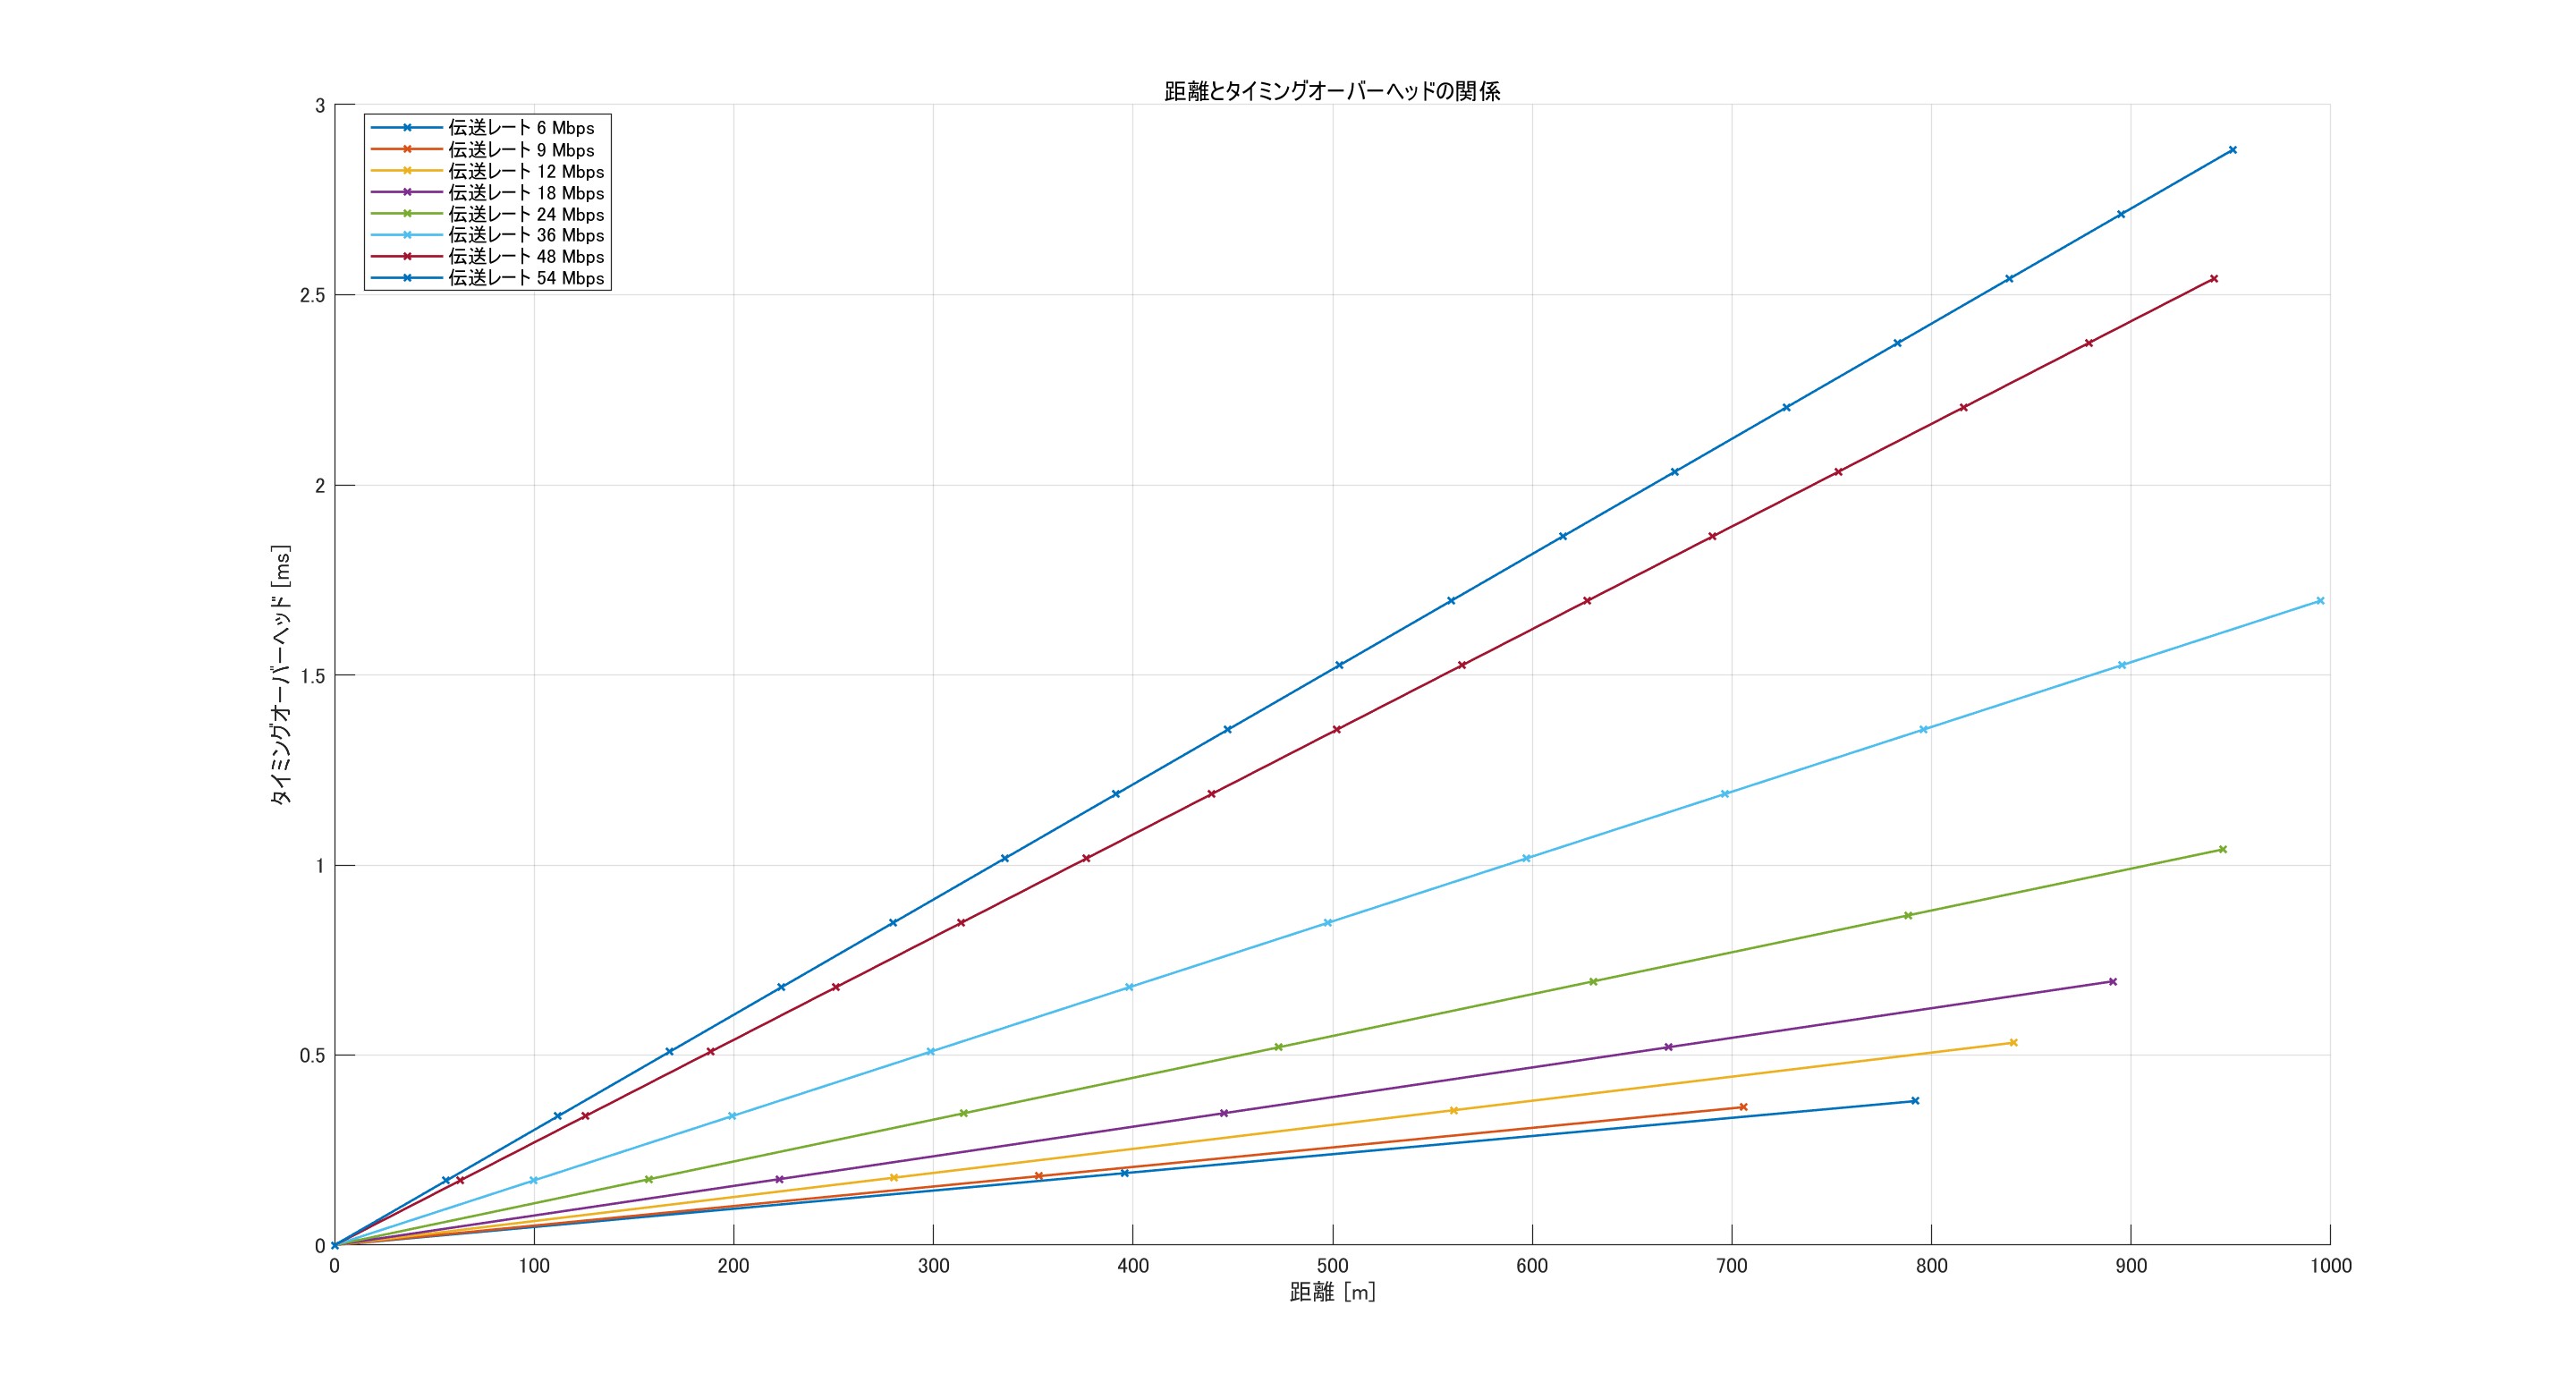 距離とタイミングオーバーヘッドの関係
3
2.5
2
1.5
1
0.5
0
伝送レート 6 Mbps
伝送レート 9 Mbps
伝送レート 12 Mbps
伝送レート 18 Mbps
伝送レート 24 Mbps
伝送レート 36 Mbps
伝送レート 48 Mbps
伝送レート 54 Mbps
タイミングオーバーヘッド [ms]
0 100 200 300 400 500 600 700 800 900 1000
距離 [m]